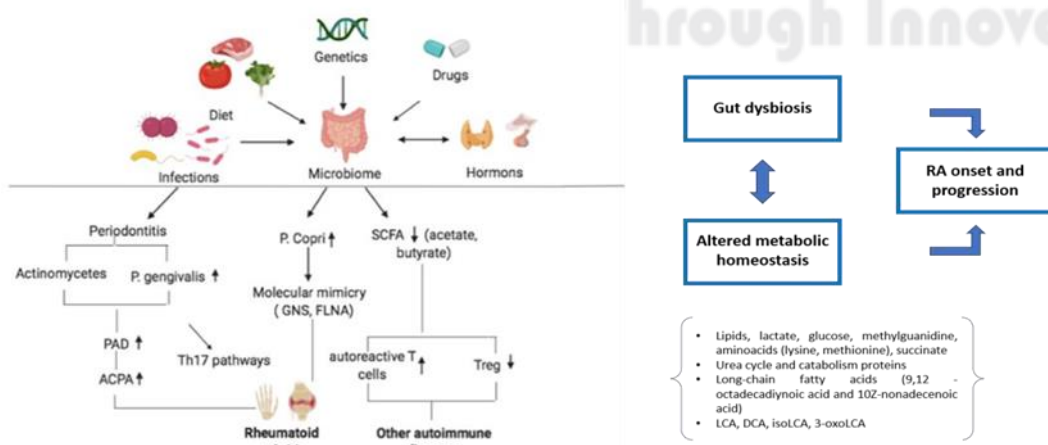 hrough Innova
Genetics
Drugs
Diet
Infections
Microbiome
Hormons
Periodontitis
Actinomycetes
P. gengivalis
PAD
ACPA
Th17 pathways
P. Copri
Molecular mimicry
( GNS, FLNA)
SCFA (acetate,
butyrate)
autoreactive T
cells
Treg
Rheumatoid
Other autoimmune
Gut dysbiosis
RA onset and
progression
Altered metabolic
homeostasis
• Lipids, lactate, glucose, methylguanidine,
aminoacids (lysine, methionine), succinate
• Urea cycle and catabolism proteins
• Long-chain fatty acids (9,12 -
octadecadiynoic acid and 10Z-nonadecenoic
acid)
• LCA, DCA, isoLCA, 3-oxoLCA